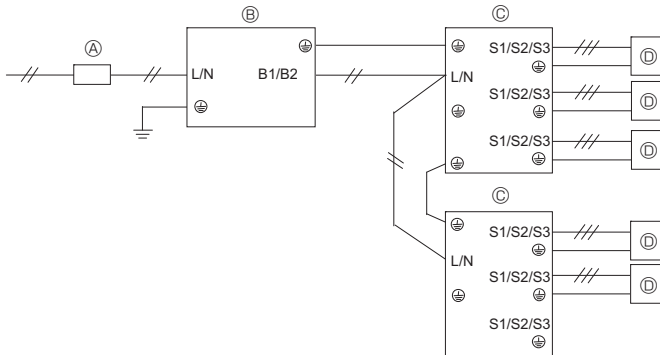 Ⓐ
Ⓑ
L/N
B1/B2
Ⓒ
L/N
S1/S2/S3
S1/S2/S3
S1/S2/S3
Ⓓ
Ⓓ
Ⓓ
Ⓒ
L/N
S1/S2/S3
S1/S2/S3
S1/S2/S3
Ⓓ
Ⓓ